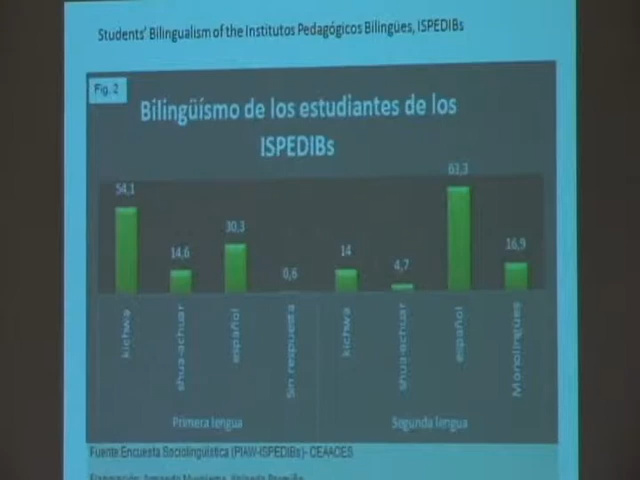 Students' Bilingualism of the Institutos Pedagógicos Bilingües, ISPEDIBs
Fig. 2
Bilingüísmo de los estudiantes de los
ISPEDIBs
54,1
14,6
30,3
0,6
14
4,7
63,3
16,9
kichwa
shua-achuar
español
Sin respuesta
kichwa
shua-achuar
español
Monolingües
Primera lengua
Segunda lengua
Fuente Encuesta Sociolingüística (PIAW-ISPEDIBs)- CEAACES